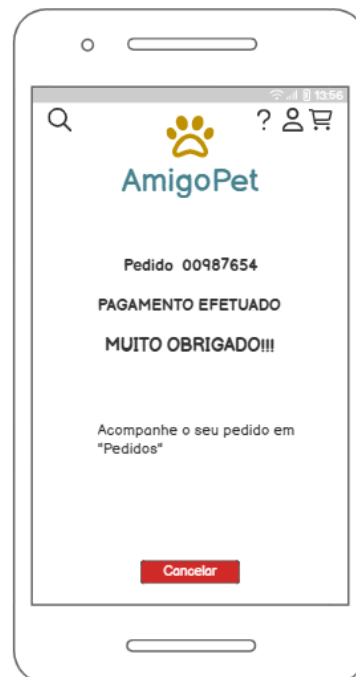 13:56
?
AmigoPet
Pedido 00987654
PAGAMENTO EFETUADO
MUITO OBRIGADO!!!
Acompanhe o seu pedido em
"Pedidos"
Cancelar